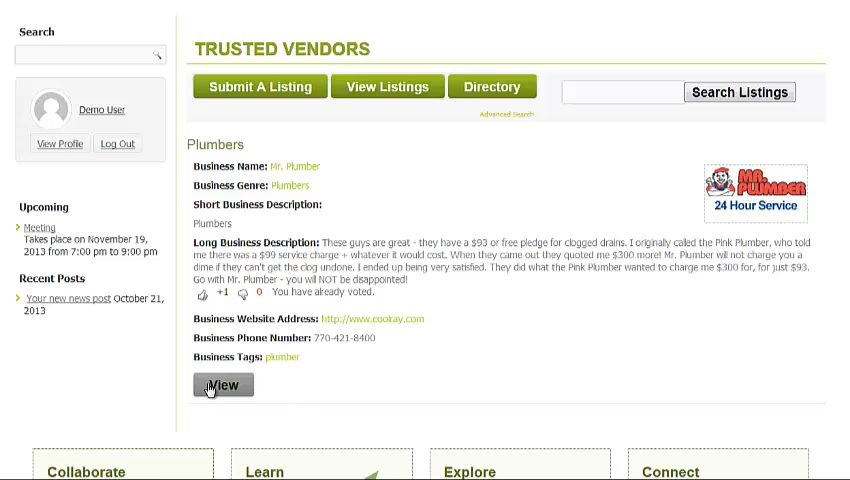 Search
Demo User
View Profile
Log Out
Upcoming
Meeting
Takes place on November 19,
2013 from 7:00 pm to 9:00 pm
Recent Posts
Your new news post October 21,
2013
TRUSTED VENDORS
Submit A Listing
View Listings
Directory
Search Listings
Advanced Search
Plumbers
Business Name: Mr. Plumber
Business Genre: Plumbers
Short Business Description:
Plumbers
MR.
PLUMBER
24 Hour Service
Long Business Description: These guys are great - they have a $93 or free pledge for clogged drains. I originally called the Pink Plumber, who told
me there was a $99 service charge + whatever it would cost. When they came out they quoted me $300 more! Mr. Plumber will not charge you a
dime if they can't get the clog undone. I ended up being very satisfied. They did what the Pink Plumber wanted to charge me $300 for, for just $93.
Go with Mr. Plumber - you will NOT be disappointed!
+1 0 You have already voted.
Business Website Address: http://www.coolray.com
Business Phone Number: 770-421-8400
Business Tags: plumber
View
Collaborate
Learn
Explore
Connect